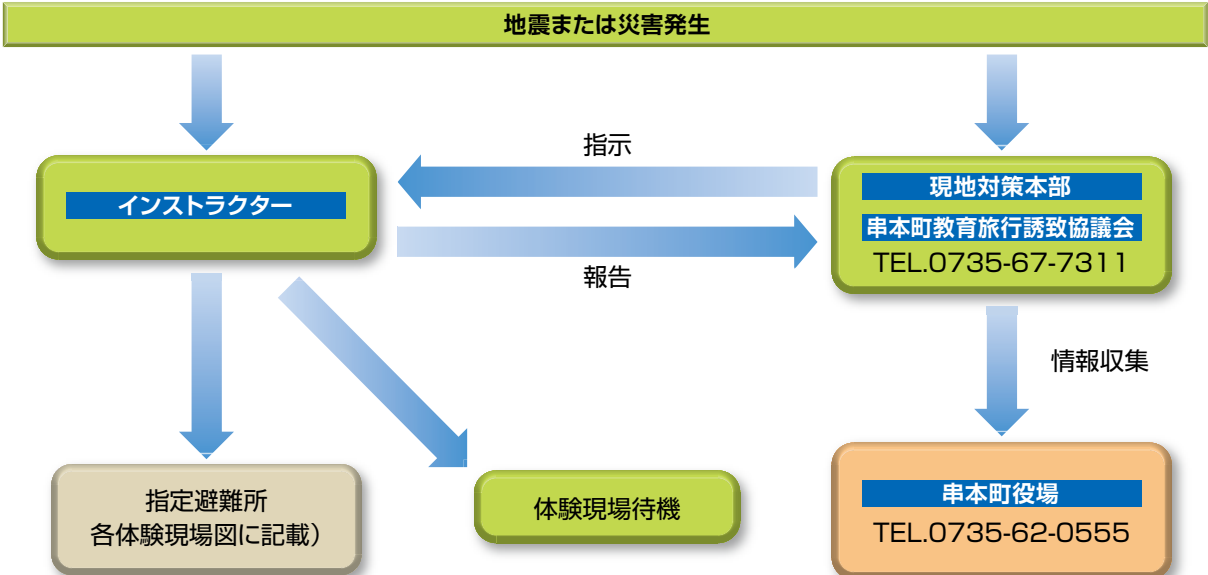 地震または災害発生
指示
インストラクター
現地対策本部
串本町教育旅行誘致協議会
TEL.0735-67-7311
報告
情報収集
指定避難所
各体験現場図に記載）
体験現場待機
串本町役場
TEL.0735-62-0555